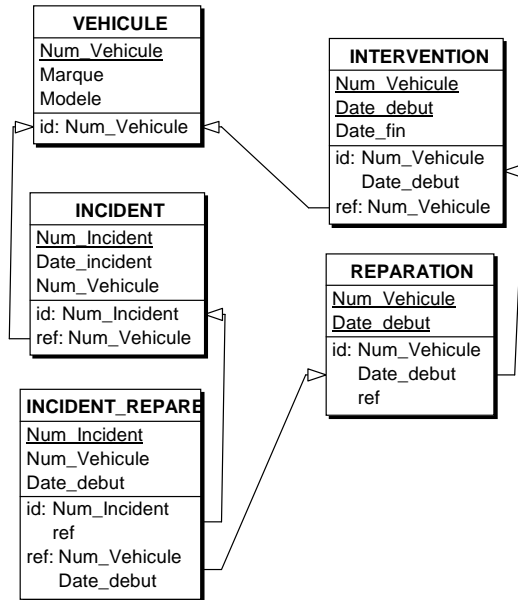 VEHICULE
Num_Vehicule
Marque
Modele
id: Num_Vehicule
INTERVENTION
Num_Vehicule
Date_debut
Date_fin
id: Num_Vehicule
Date_debut
ref: Num_Vehicule
INCIDENT
Num_Incident
Date_incident
Num_Vehicule
id: Num_Incident
ref: Num_Vehicule
REPARATION
Num_Vehicule
Date_debut
id: Num_Vehicule
Date_debut
ref
INCIDENT_REPARE
Num_Incident
Num_Vehicule
Date_debut
id: Num_Incident
ref
ref: Num_Vehicule
Date_debut